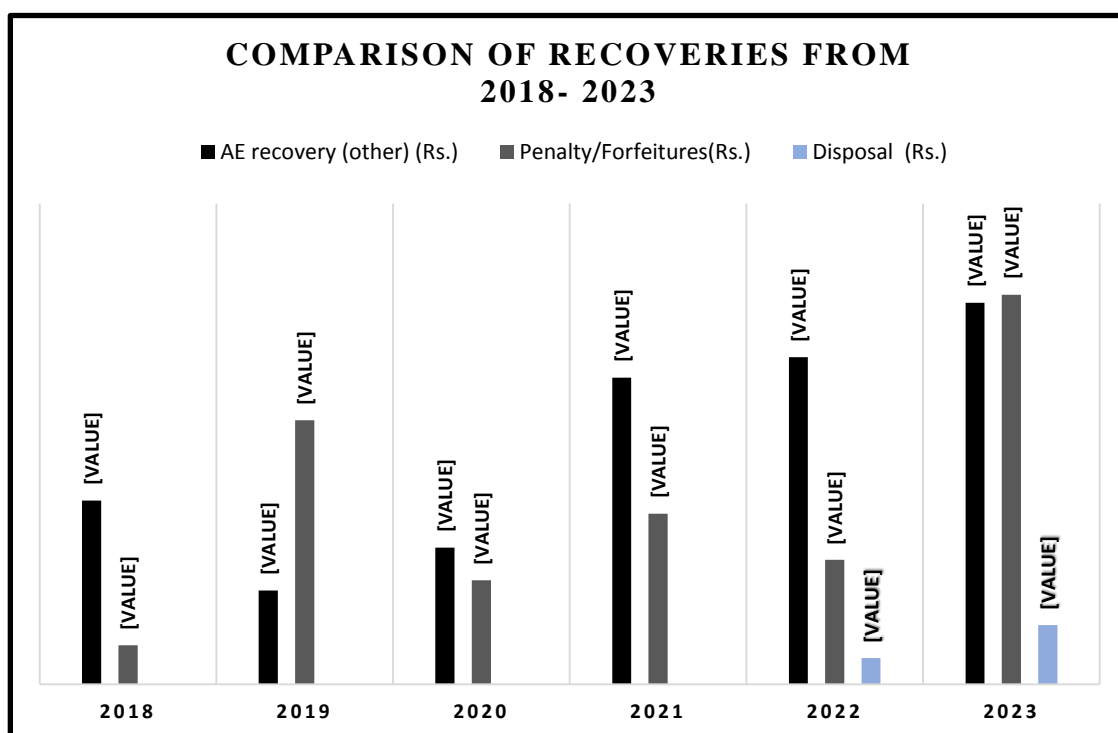 COMPARISON OF RECOVERIES FROM
2018- 2023
AE recovery (other) (Rs.) Penalty/Forfeitures(Rs.) Disposal (Rs.)
[VALUE]
[VALUE]
[VALUE]
[VALUE]
[VALUE]
[VALUE]
[VALUE]
[VALUE]
[VALUE]
[VALUE]
[VALUE]
[VALUE]
[VALUE]
[VALUE]
2018 2019 2020 2021 2022 2023